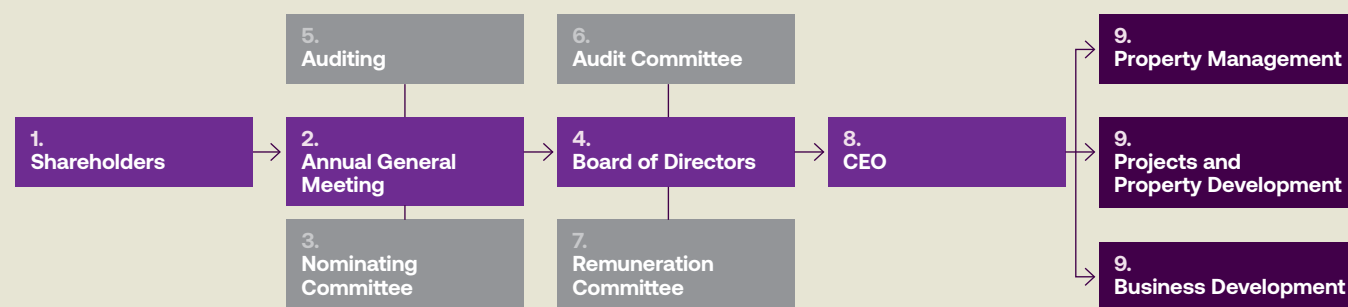 1.
Shareholders
5.
Auditing
2.
Annual General
Meeting
3.
Nominating
Committee
6.
Audit Committee
4.
Board of Directors
7.
Remuneration
Committee
8.
CEO
9.
Property Management
9.
Projects and
Property Development
9.
Business Development